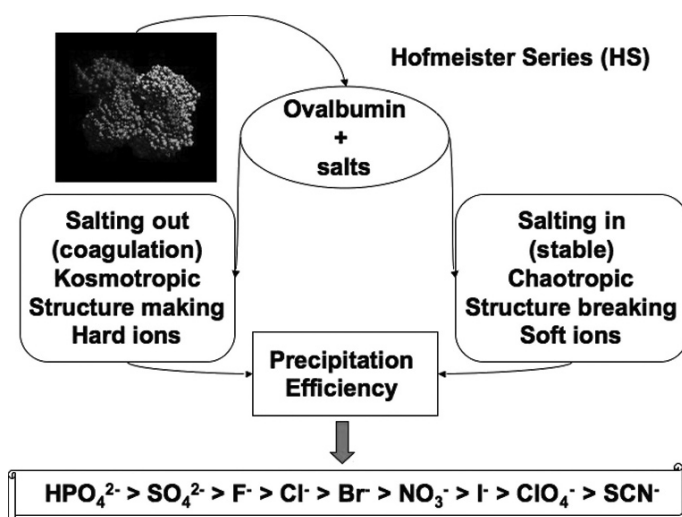 Hofmeister Series (HS)
Ovalbumin
+
salts
Salting out
(coagulation)
Kosmotropic
Structure making
Hard ions
Salting in
(stable)
Chaotropic
Structure breaking
Soft ions
Precipitation
Efficiency
HPO₄²⁻ > SO₄²⁻ > F⁻ > Cl⁻ > Br⁻ > NO₃⁻ > I⁻ > ClO₄⁻ > SCN⁻